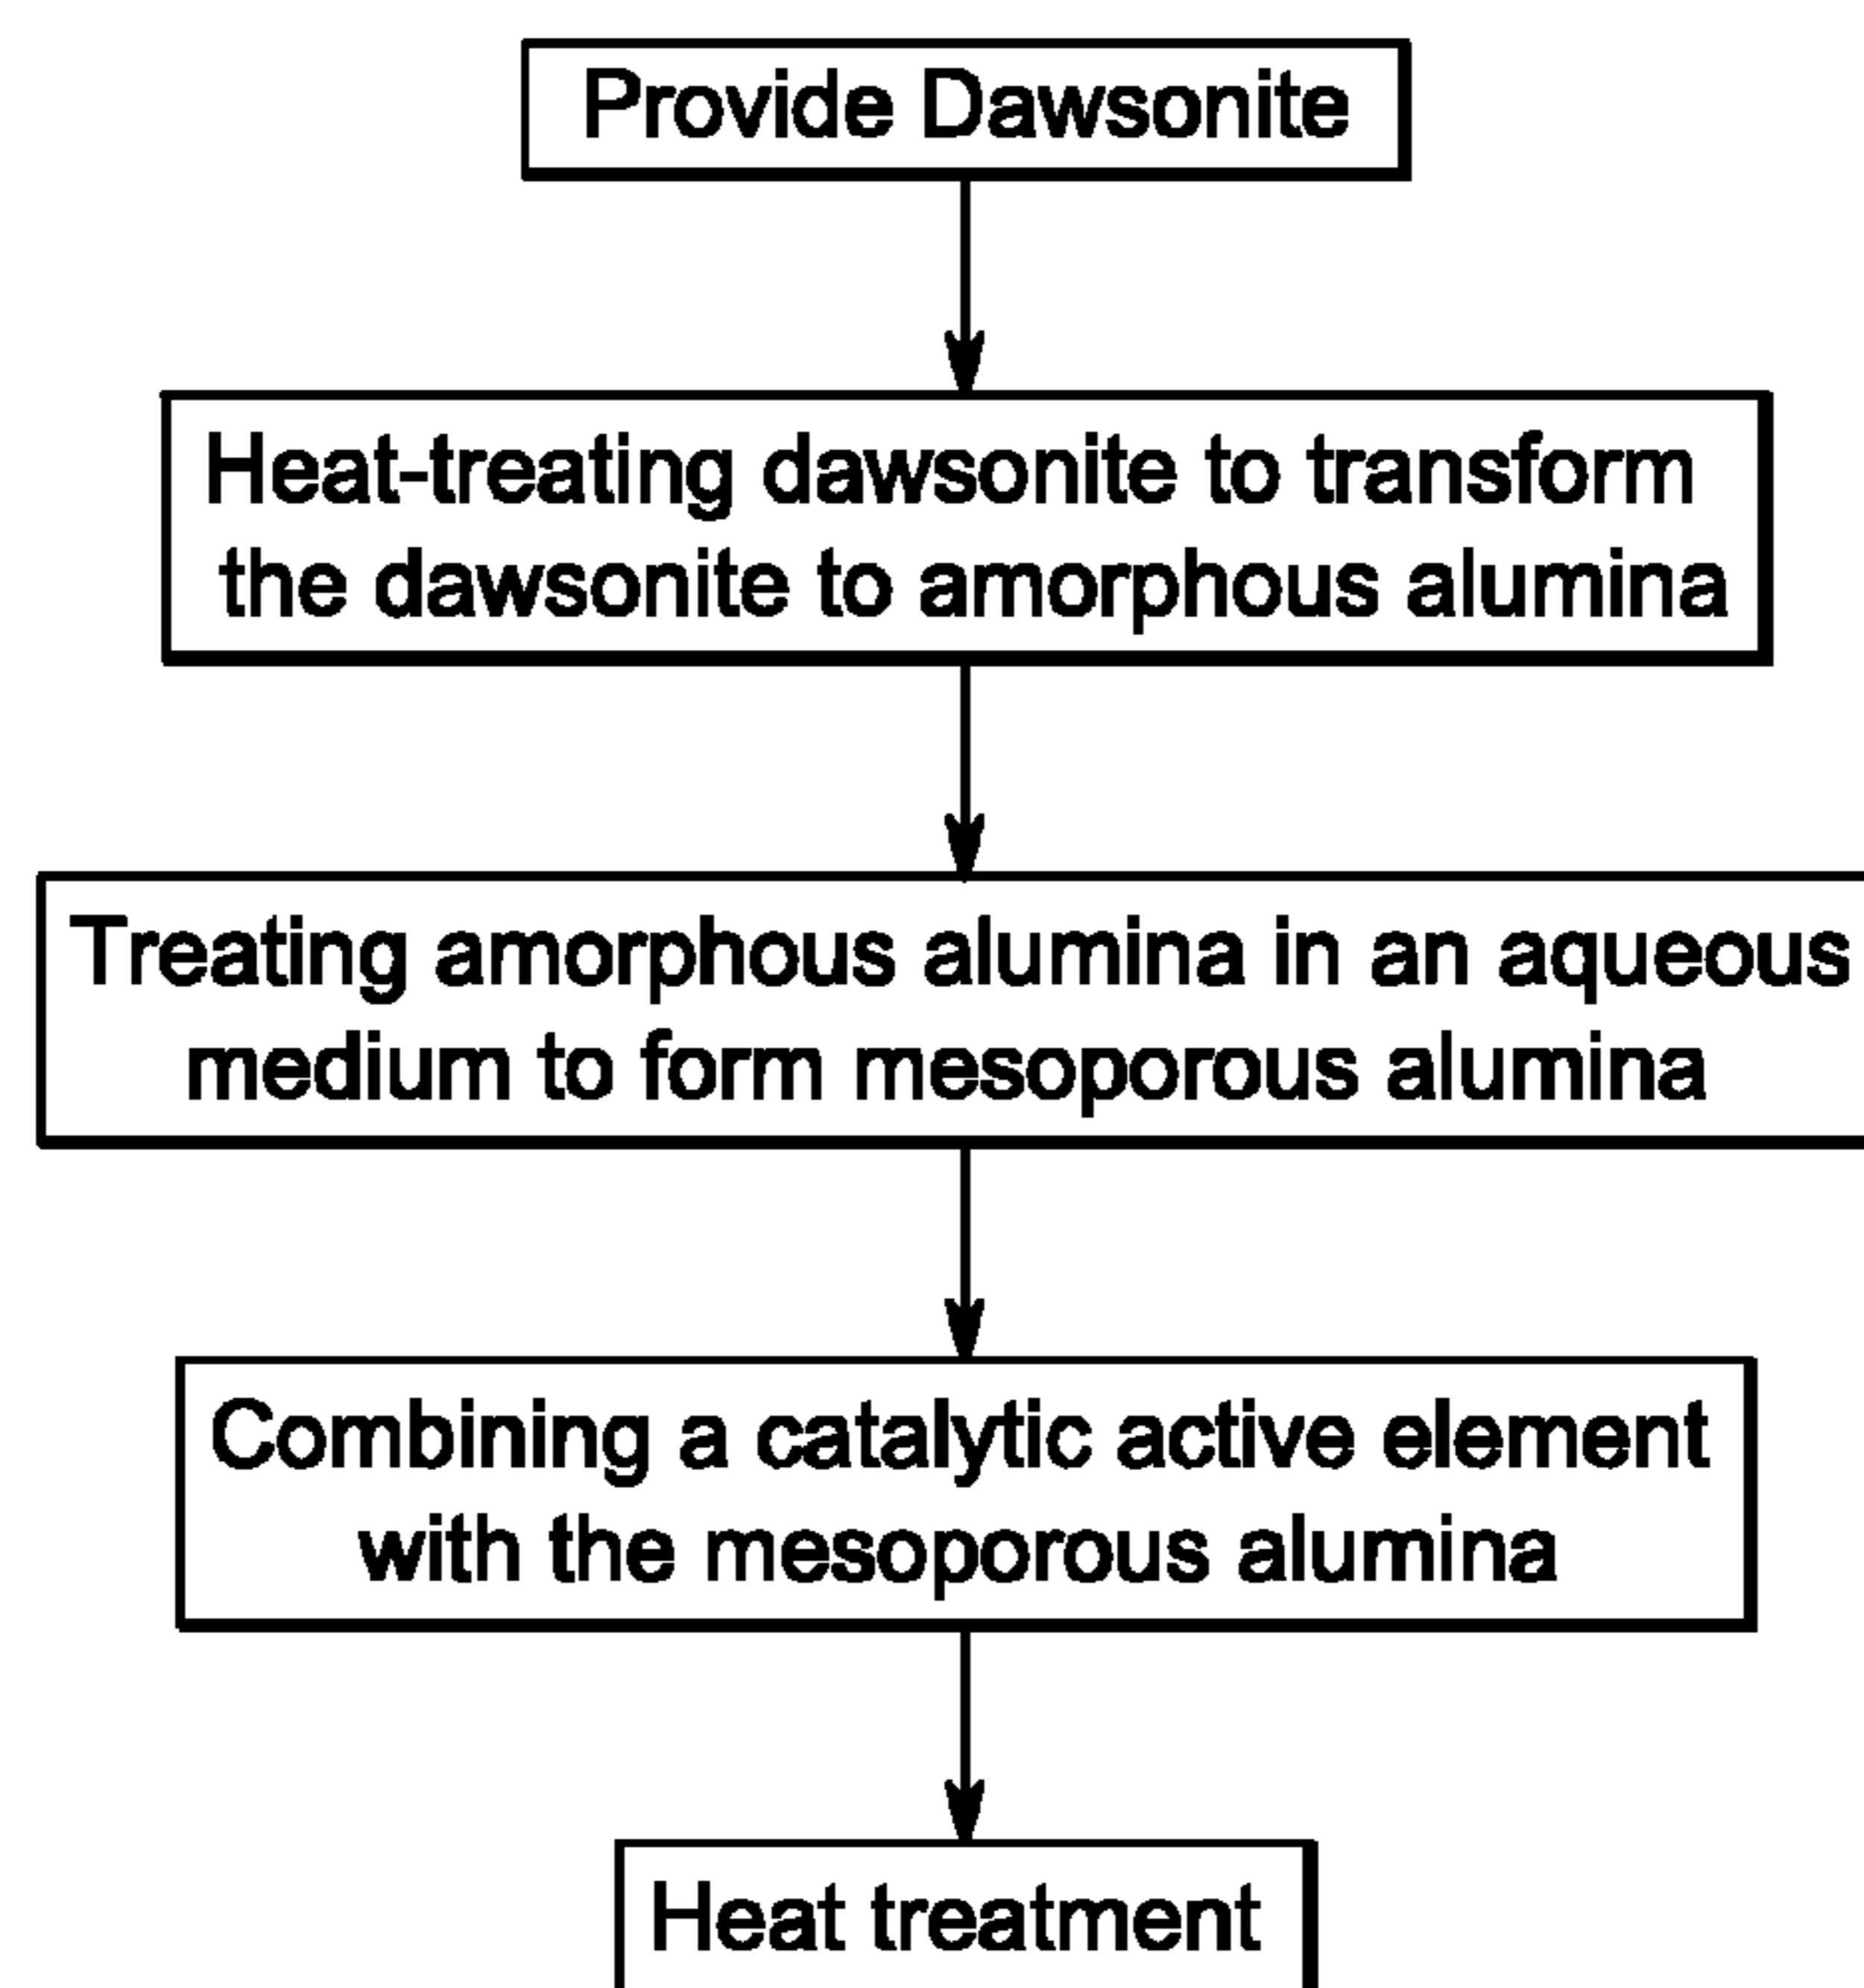 Provide Dawsonite
Heat-treating dawsonite to transform
the dawsonite to amorphous alumina
Treating amorphous alumina in an aqueous
medium to form mesoporous alumina
Combining a catalytic active element
with the mesoporous alumina
Heat treatment